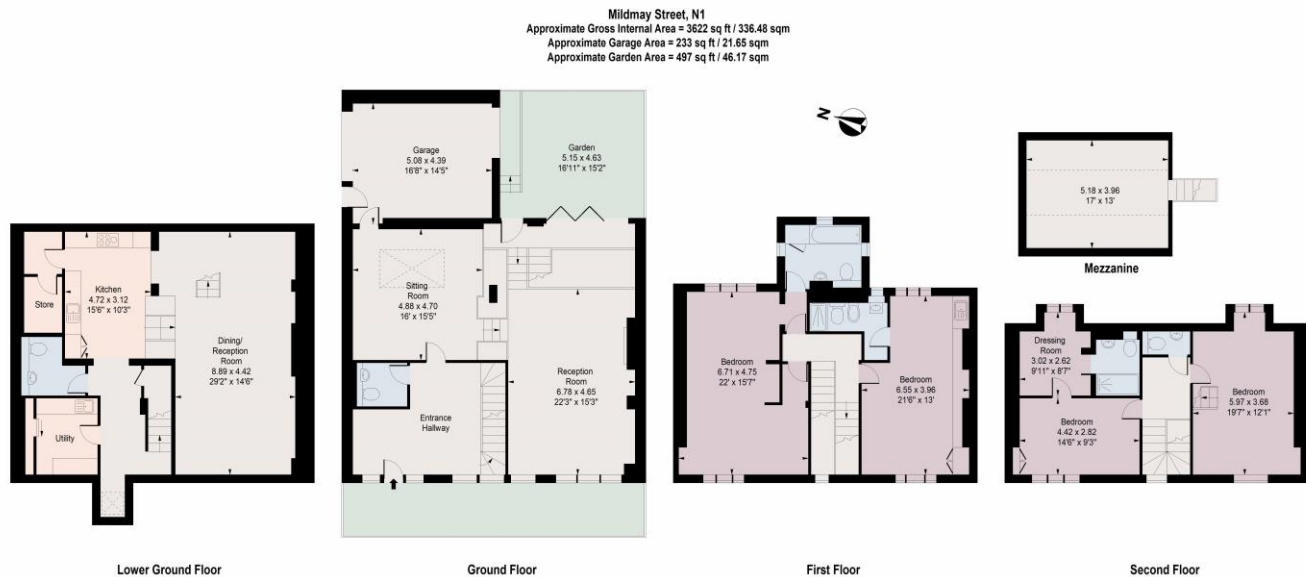 Mildmay Street, N1
Approximate Gross Internal Area = 3622 sq ft / 336.48 sqm
Approximate Garage Area = 233 sq ft / 21.65 sqm
Approximate Garden Area = 497 sq ft / 46.17 sqm
N
Kitchen
4.72 x 3.12
15'6" x 10'3"
Store
Dining/
Reception
Room
8.89 x 4.42
29'2" x 14'6"
Utility
Lower Ground Floor
Garage
5.08 x 4.39
16'8" x 14'5"
Garden
5.15 x 4.63
16'11" x 15'2"
Sitting
Room
4.88 x 4.70
16' x 15'5"
Reception
Room
6.78 x 4.65
22'3" x 15'3"
Entrance
Hallway
Ground Floor
Bedroom
6.71 x 4.75
22' x 15'7"
Bedroom
6.55 x 3.96
21'6" x 13'
First Floor
5.18 x 3.96
17' x 13'
Mezzanine
Dressing
Room
3.02 x 2.62
9'11" x 8'7"
Bedroom
4.42 x 2.82
14'6" x 9'3"
Bedroom
5.97 x 3.68
19'7" x 12'1"
Second Floor